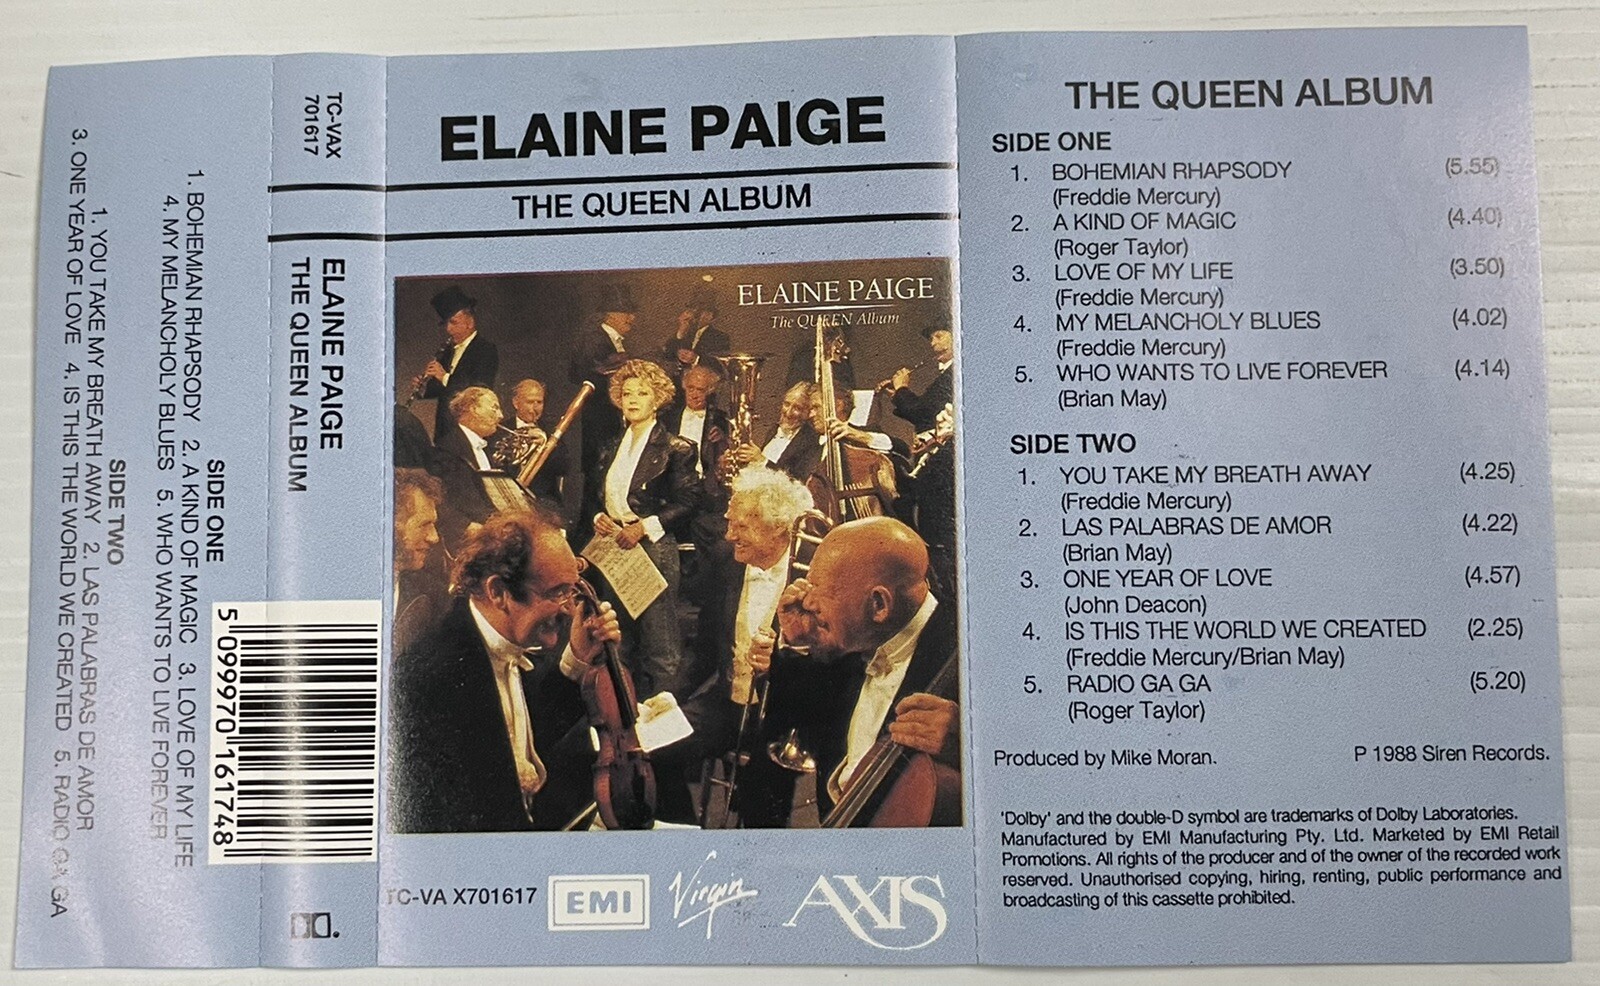 3. ONE YEAR OF LOVE 4. IS THIS THE WORLD WE CREATED 5. RADIO GA GA
1. YOU TAKE MY BREATH AWAY 2. LAS PALABRAS DE AMOR
SIDE TWO
4. MY MELANCHOLY BLUES 5. WHO WANTS TO LIVE FOREVER
1. BOHEMIAN RHAPSODY 2. A KIND OF MAGIC 3. LOVE OF MY LIFE
SIDE ONE
5 099970 161748
TC-VAX
701617
ELAINE PAIGE
THE QUEEN ALBUM
ELAINE PAIGE
THE QUEEN ALBUM
ELAINE PAIGE
The QUEEN Album
TC-VA X701617
EMI
Virgin
AXIS
THE QUEEN ALBUM
SIDE ONE
1. BOHEMIAN RHAPSODY (5.55)
(Freddie Mercury)
2. A KIND OF MAGIC (4.40)
(Roger Taylor)
3. LOVE OF MY LIFE (3.50)
(Freddie Mercury)
4. MY MELANCHOLY BLUES (4.02)
(Freddie Mercury)
5. WHO WANTS TO LIVE FOREVER (4.14)
(Brian May)
SIDE TWO
1. YOU TAKE MY BREATH AWAY (4.25)
(Freddie Mercury)
2. LAS PALABRAS DE AMOR (4.22)
(Brian May)
3. ONE YEAR OF LOVE (4.57)
(John Deacon)
4. IS THIS THE WORLD WE CREATED (2.25)
(Freddie Mercury/Brian May)
5. RADIO GA GA (5.20)
(Roger Taylor)
Produced by Mike Moran. P 1988 Siren Records.
'Dolby' and the double-D symbol are trademarks of Dolby Laboratories.
Manufactured by EMI Manufacturing Pty. Ltd. Marketed by EMI Retail
Promotions. All rights of the producer and of the owner of the recorded work
reserved. Unauthorised copying, hiring, renting, public performance and
broadcasting of this cassette prohibited.